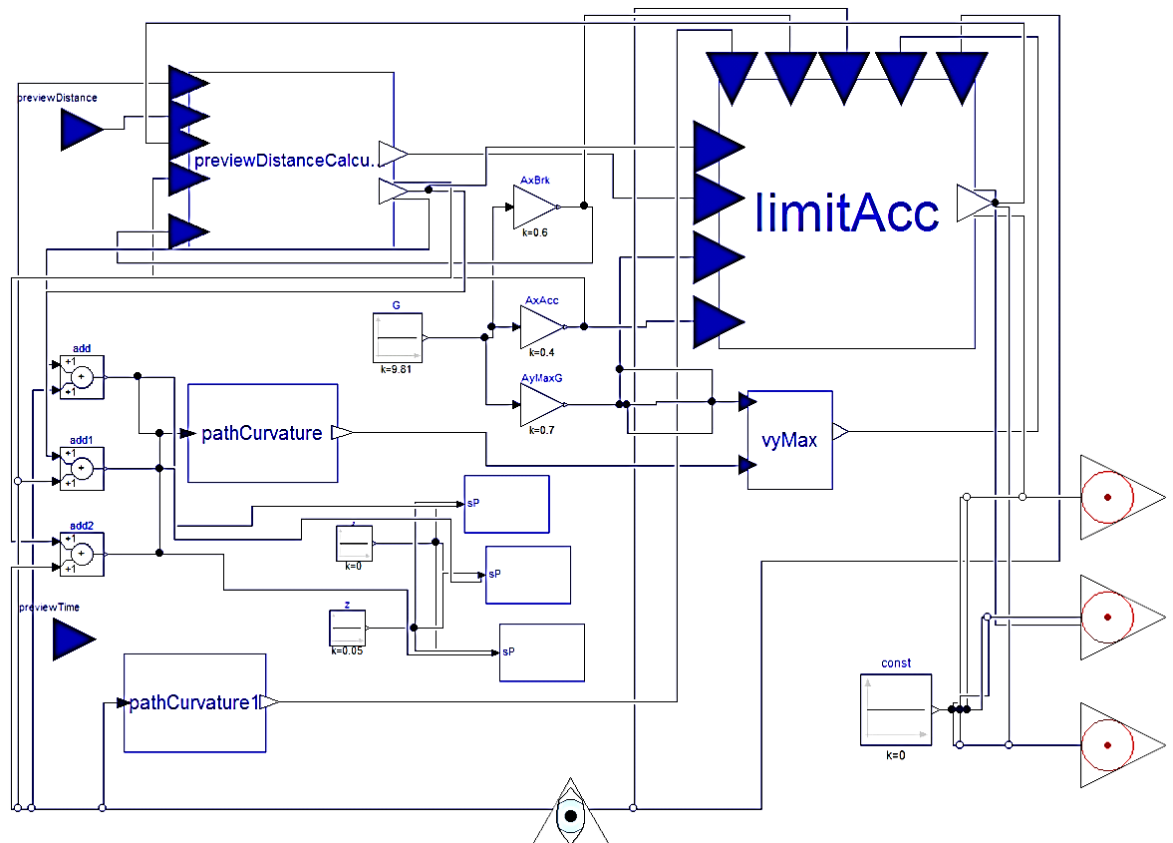 previewDistance
previewDistanceCalcu..
limitAcc
AxBrk
k=0.6
G
k=9.81
AxAcc
k=0.4
AyMaxG
k=0.7
vyMax
add
+1
+
+1
pathCurvature
add1
+1
+
+1
add2
+1
+
+1
sP
k=0
sP
z
k=0.05
sP
previewTime
pathCurvature1
const
k=0